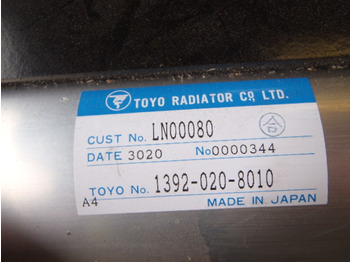 TOYO RADIATOR CO., LTD.
CUST No. LN00080 合
DATE 3020 No0000344
TOYO No. 1392-020-8010
A4 MADE IN JAPAN